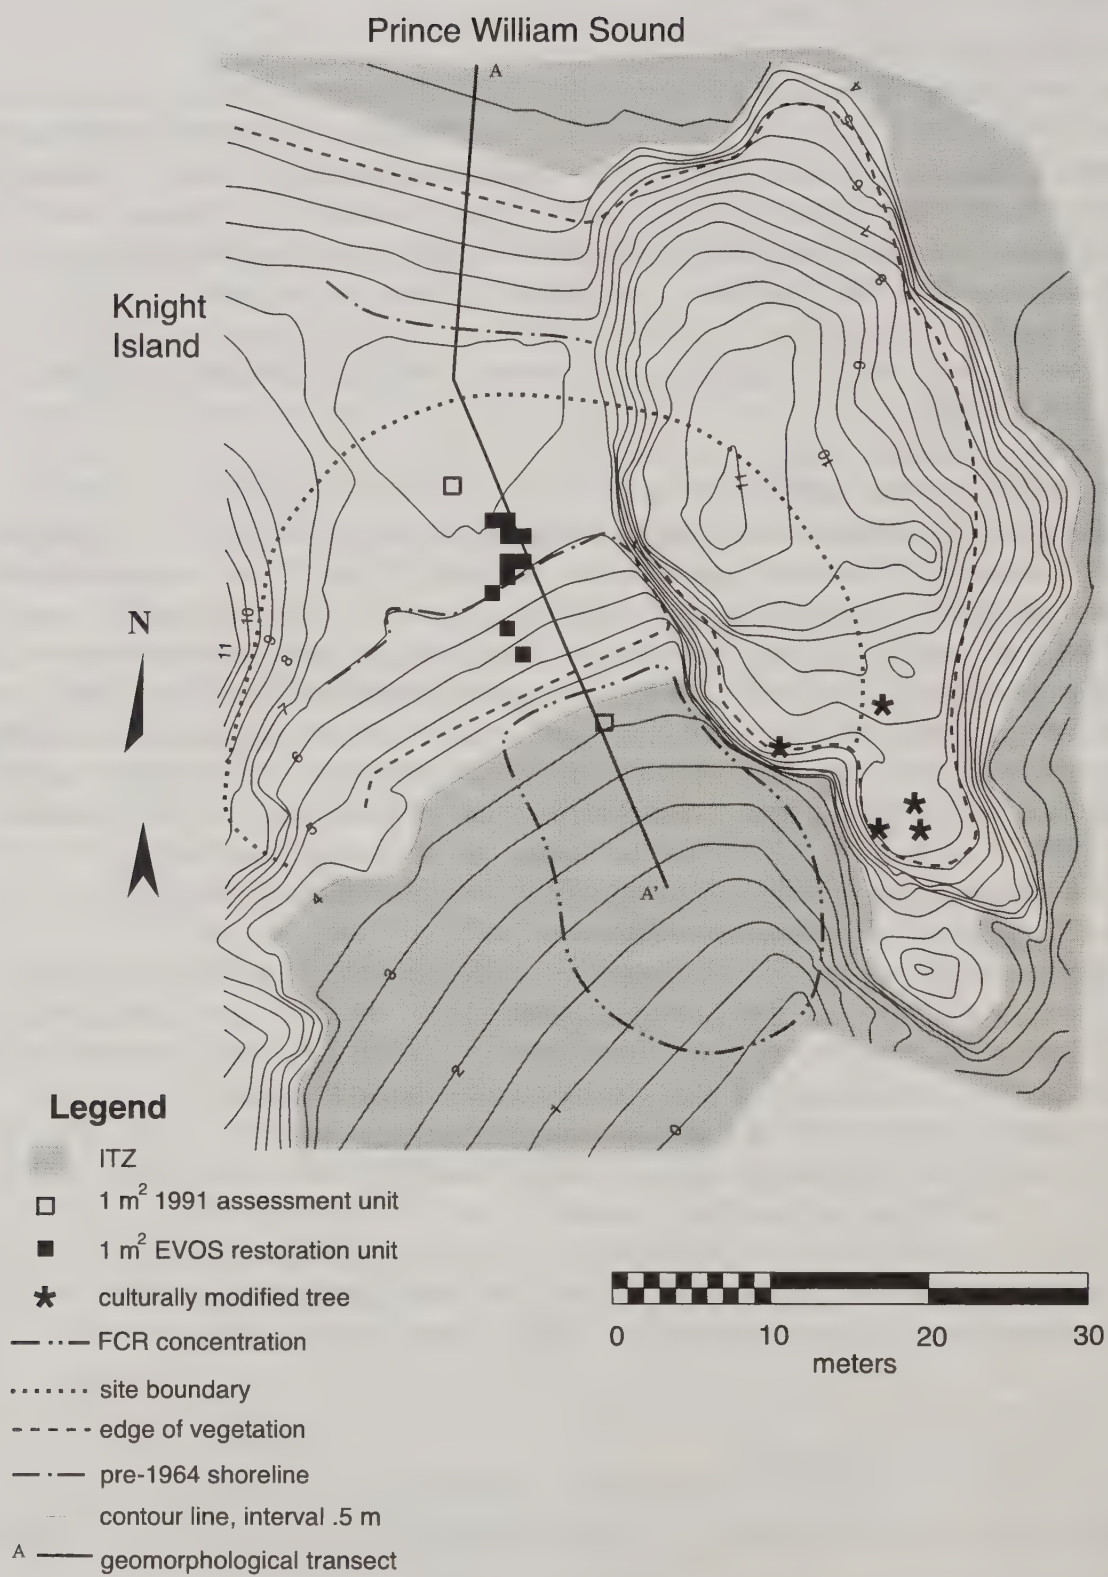 Prince William Sound
A
4
5
6
7
8
9
10
11
Knight
Island
N
11
10
9
8
7
6
5
4
3
2
1
0
A'
Legend
ITZ
1 m² 1991 assessment unit
1 m² EVOS restoration unit
culturally modified tree
FCR concentration
site boundary
edge of vegetation
pre-1964 shoreline
contour line, interval .5 m
A geomorphological transect
0 10 20 30
meters